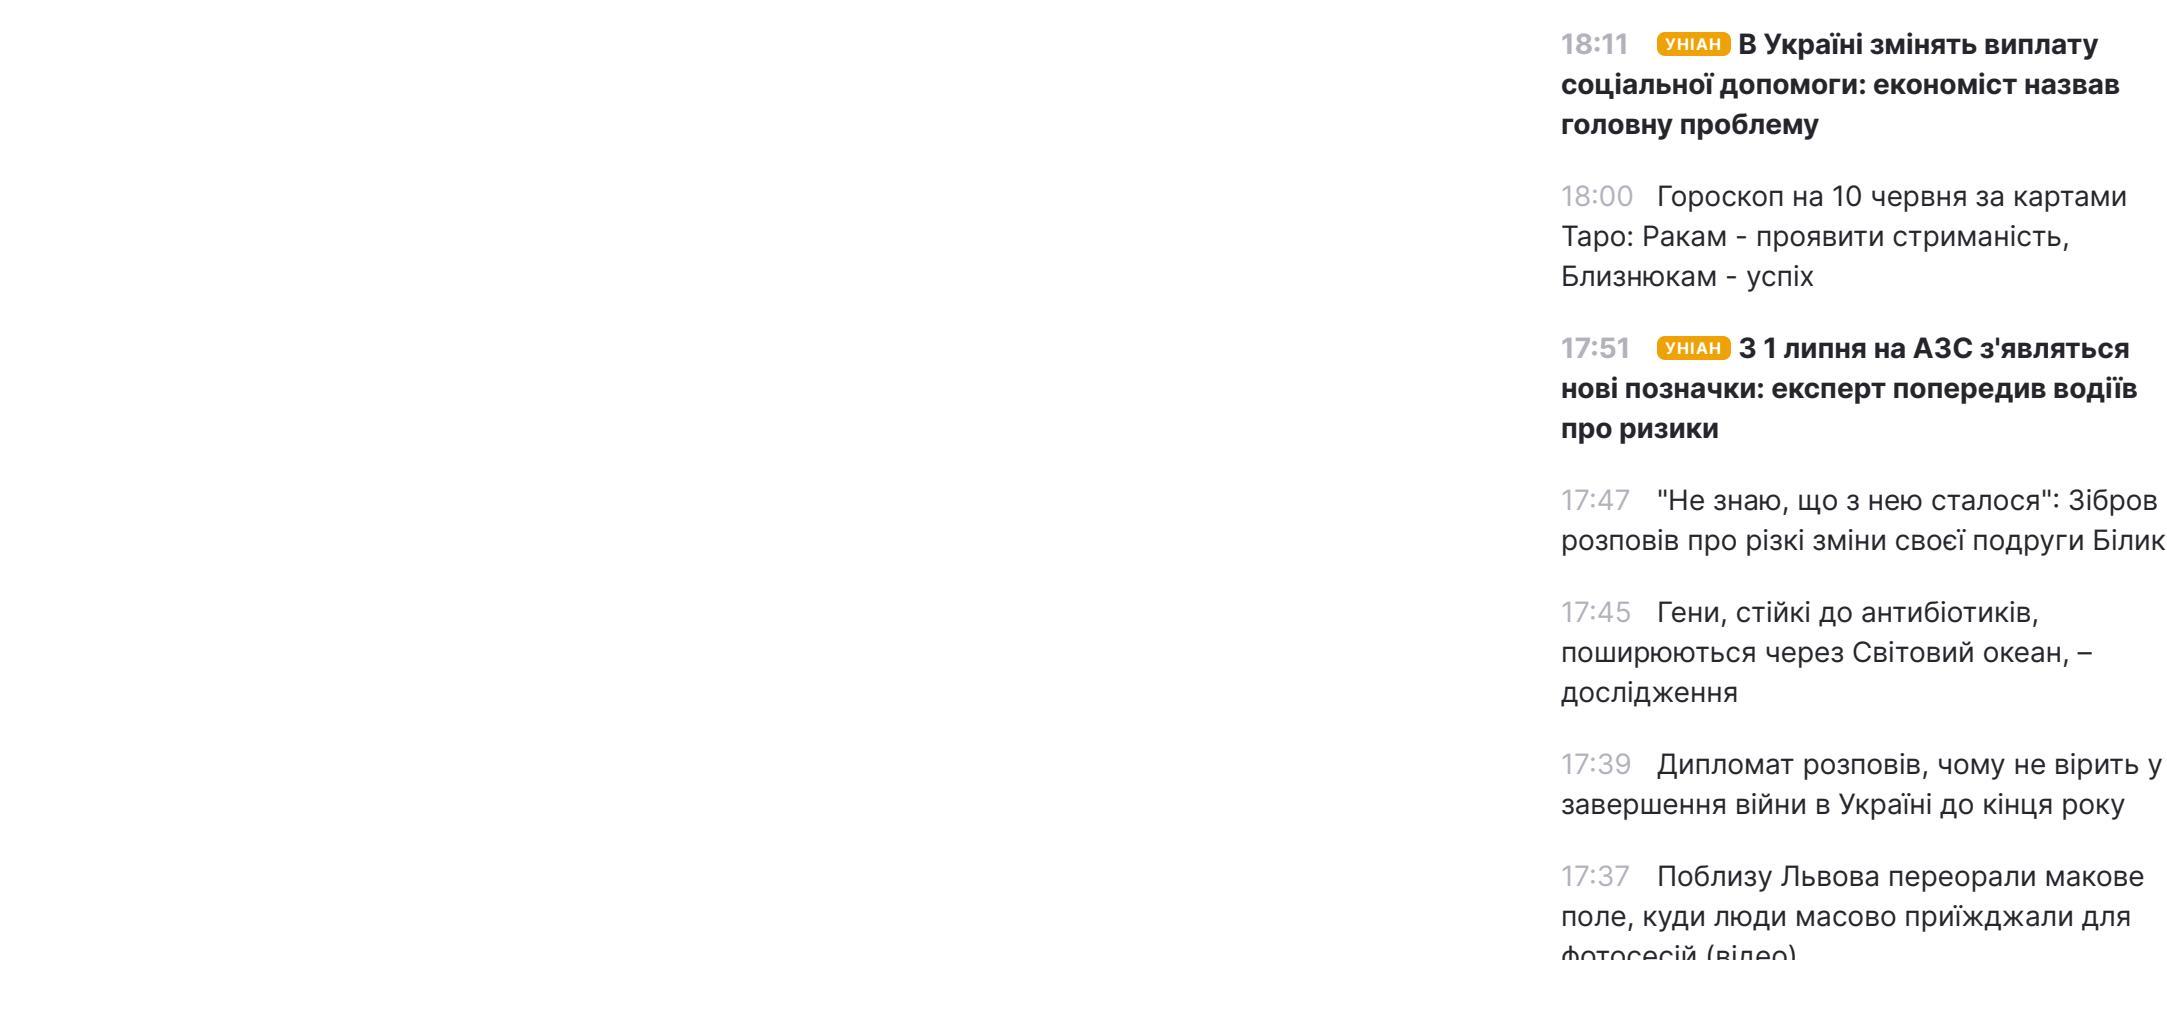 18:11 УНІАН В Україні змінять виплату
соціальної допомоги: економіст назвав
головну проблему
18:00 Гороскоп на 10 червня за картами
Таро: Ракам - проявити стриманість,
Близнюкам - успіх
17:51 УНІАН З 1 липня на АЗС з'являться
нові позначки: експерт попередив водіїв
про ризики
17:47 "Не знаю, що з нею сталося": Зібров
розповів про різкі зміни своєї подруги Білик
17:45 Гени, стійкі до антибіотиків,
поширюються через Світовий океан, –
дослідження
17:39 Дипломат розповів, чому не вірить у
завершення війни в Україні до кінця року
17:37 Поблизу Львова переорали макове
поле, куди люди масово приїжджали для
фотосесій (відео)